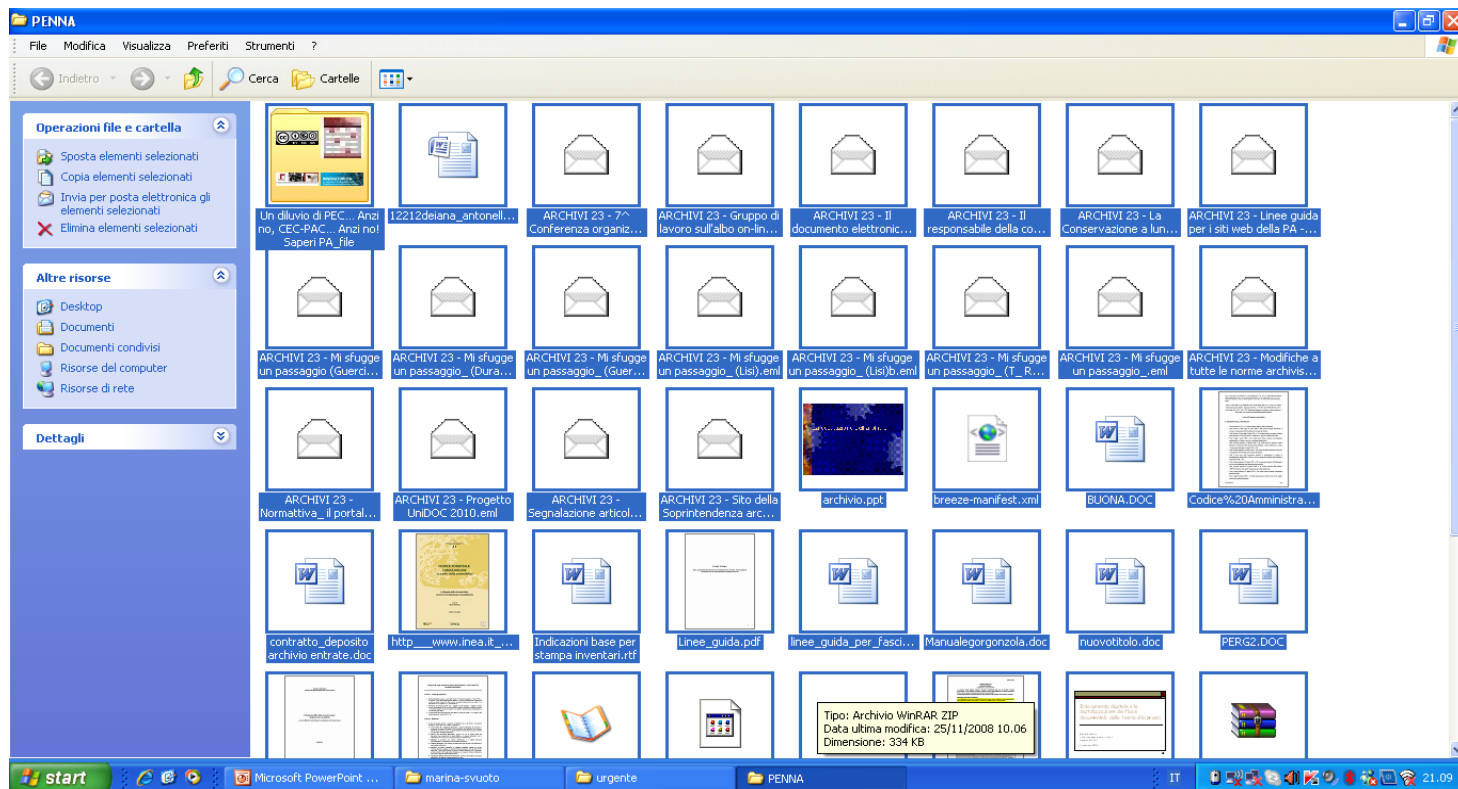 PENNA
File Modifica Visualizza Preferiti Strumenti ?
Indietro Cerca Cartelle
Operazioni file e cartella
Sposta elementi selezionati
Copia elementi selezionati
Invia per posta elettronica gli
elementi selezionati
Elimina elementi selezionati
Altre risorse
Desktop
Documenti
Documenti condivisi
Risorse del computer
Risorse di rete
Dettagli
Un diluvio di PEC... Anzi
no, CEC-PAC... Anzi no!
Saperi PA_file
12212deiana_antonell...
ARCHIVI 23 - 7^
Conferenza organiz...
ARCHIVI 23 - Gruppo di
lavoro sull'albo on-lin...
ARCHIVI 23 - Il
documento elettronic...
ARCHIVI 23 - Il
responsabile della co...
ARCHIVI 23 - La
Conservazione a lun...
ARCHIVI 23 - Linee guida
per i siti web della PA -...
ARCHIVI 23 - Mi sfugge
un passaggio (Guerci...
ARCHIVI 23 - Mi sfugge
un passaggio_ (Dura...
ARCHIVI 23 - Mi sfugge
un passaggio_ (Guer...
ARCHIVI 23 - Mi sfugge
un passaggio_ (Lisi).eml
ARCHIVI 23 - Mi sfugge
un passaggio_ (Lisi)b.eml
ARCHIVI 23 - Mi sfugge
un passaggio_ (T_ R...
ARCHIVI 23 - Mi sfugge
un passaggio_.eml
ARCHIVI 23 - Modifiche a
tutte le norme archivis...
ARCHIVI 23 -
Normattiva_ il portal...
ARCHIVI 23 - Progetto
UniDOC 2010.eml
ARCHIVI 23 -
Segnalazione articol...
ARCHIVI 23 - Sito della
Soprintendenza arc...
archivio.ppt
breeze-manifest.xml
BUONA.DOC
Codice%20Amministra...
contratto_deposito
archivio entrate.doc
http___www.inea.it_...
Indicazioni base per
stampa inventari.rtf
Linee_guida.pdf
linee_guida_per_fasci...
Manualegorgonzola.doc
nuovotitolo.doc
PERG2.DOC
Tipo: Archivio WinRAR ZIP
Data ultima modifica: 25/11/2008 10.06
Dimensione: 334 KB
start
Microsoft PowerPoint ...
marina-svuoto
urgente
PENNA
IT
21.09